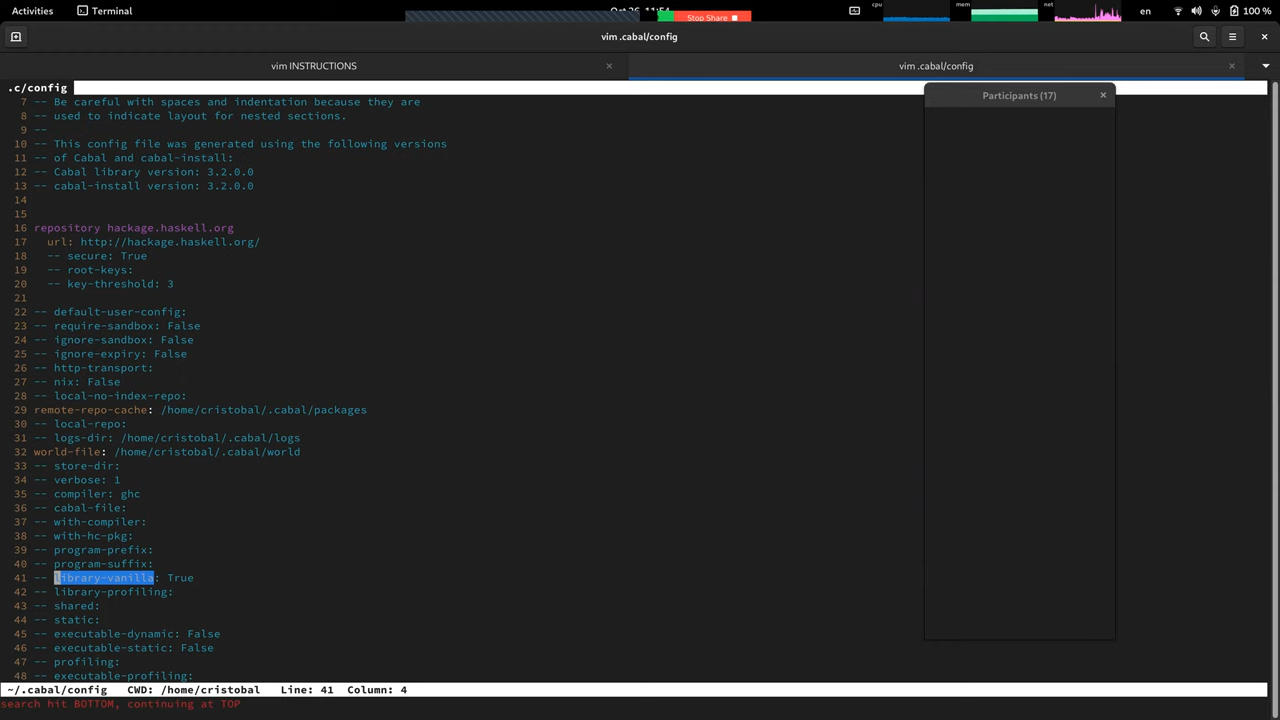 Activities Terminal Oct 26 11:54 Stop Share cpu mem net en 100 %
vim .cabal/config
vim INSTRUCTIONS × vim .cabal/config ×
.c/config
Participants (17) ×
7 -- Be careful with spaces and indentation because they are
8 -- used to indicate layout for nested sections.
9 --
10 -- This config file was generated using the following versions
11 -- of Cabal and cabal-install:
12 -- Cabal library version: 3.2.0.0
13 -- cabal-install version: 3.2.0.0
14
15
16 repository hackage.haskell.org
17 url: http://hackage.haskell.org/
18 -- secure: True
19 -- root-keys:
20 -- key-threshold: 3
21
22 -- default-user-config:
23 -- require-sandbox: False
24 -- ignore-sandbox: False
25 -- ignore-expiry: False
26 -- http-transport:
27 -- nix: False
28 -- local-no-index-repo:
29 remote-repo-cache: /home/cristobal/.cabal/packages
30 -- local-repo:
31 -- logs-dir: /home/cristobal/.cabal/logs
32 world-file: /home/cristobal/.cabal/world
33 -- store-dir:
34 -- verbose: 1
35 -- compiler: ghc
36 -- cabal-file:
37 -- with-compiler:
38 -- with-hc-pkg:
39 -- program-prefix:
40 -- program-suffix:
41 -- library-vanilla: True
42 -- library-profiling:
43 -- shared:
44 -- static:
45 -- executable-dynamic: False
46 -- executable-static: False
47 -- profiling:
48 -- executable-profiling:
~/.cabal/config CWD: /home/cristobal Line: 41 Column: 4
search hit BOTTOM, continuing at TOP